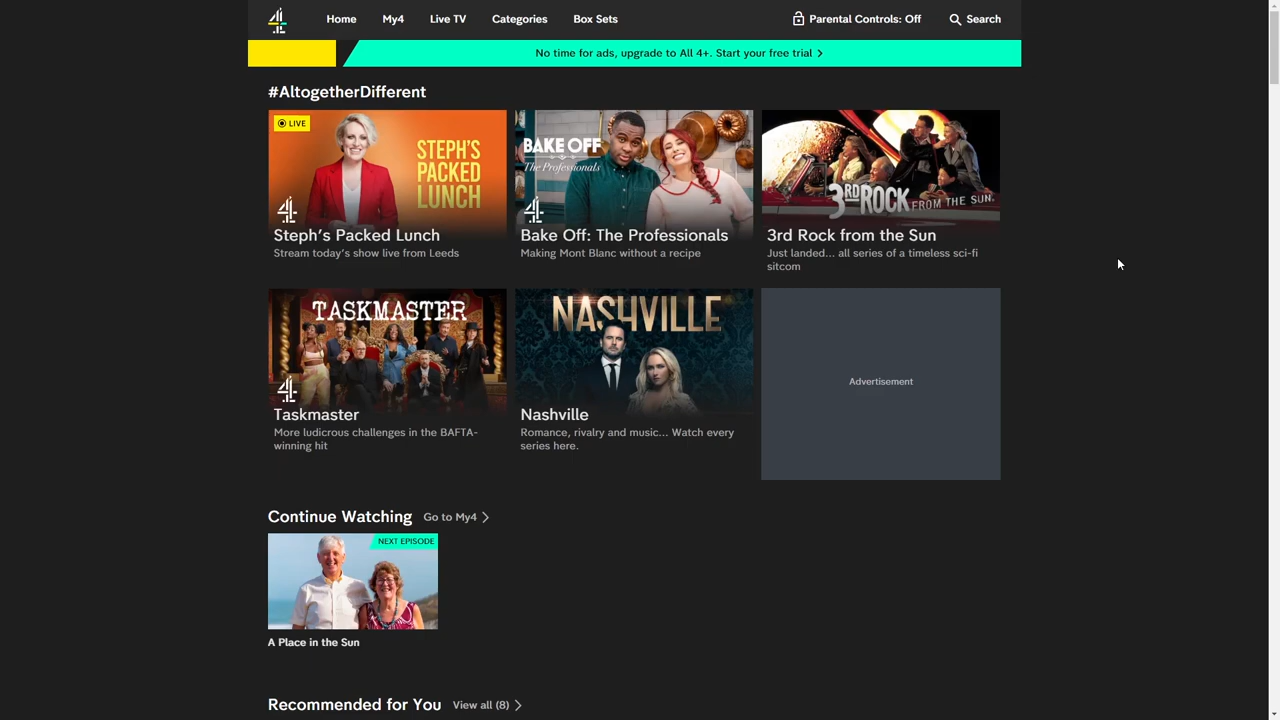 Home
My4
Live TV
Categories
Box Sets
Parental Controls: Off
Search
No time for ads, upgrade to All 4+. Start your free trial
#AltogetherDifferent
LIVE
STEPH'S
PACKED
LUNCH
Steph's Packed Lunch
Stream today's show live from Leeds
BAKE OFF
The Professionals
Bake Off: The Professionals
Making Mont Blanc without a recipe
3RD ROCK FROM THE SUN
3rd Rock from the Sun
Just landed... all series of a timeless sci-fi
sitcom
TASKMASTER
Taskmaster
More ludicrous challenges in the BAFTA-
winning hit
NASHVILLE
Nashville
Romance, rivalry and music... Watch every
series here.
Advertisement
Continue Watching
Go to My4
NEXT EPISODE
A Place in the Sun
Recommended for You
View all (8)